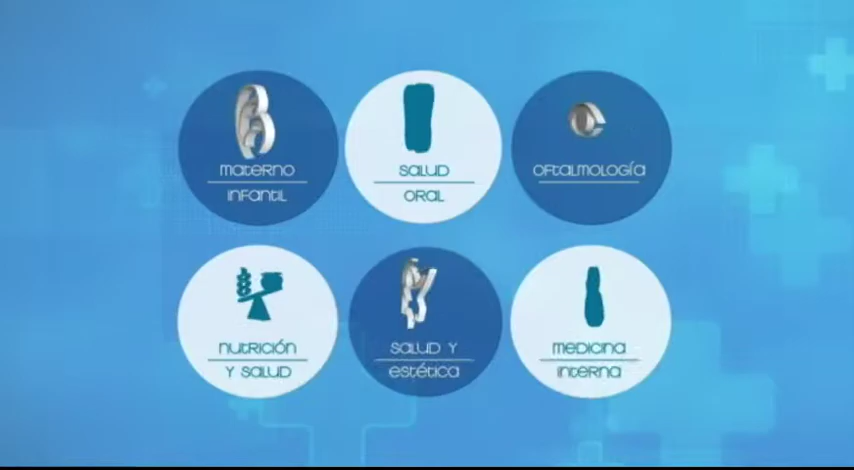 materno
infantil
salud
oral
oftalmología
nutrición
y salud
salud y
estética
medicina
interna